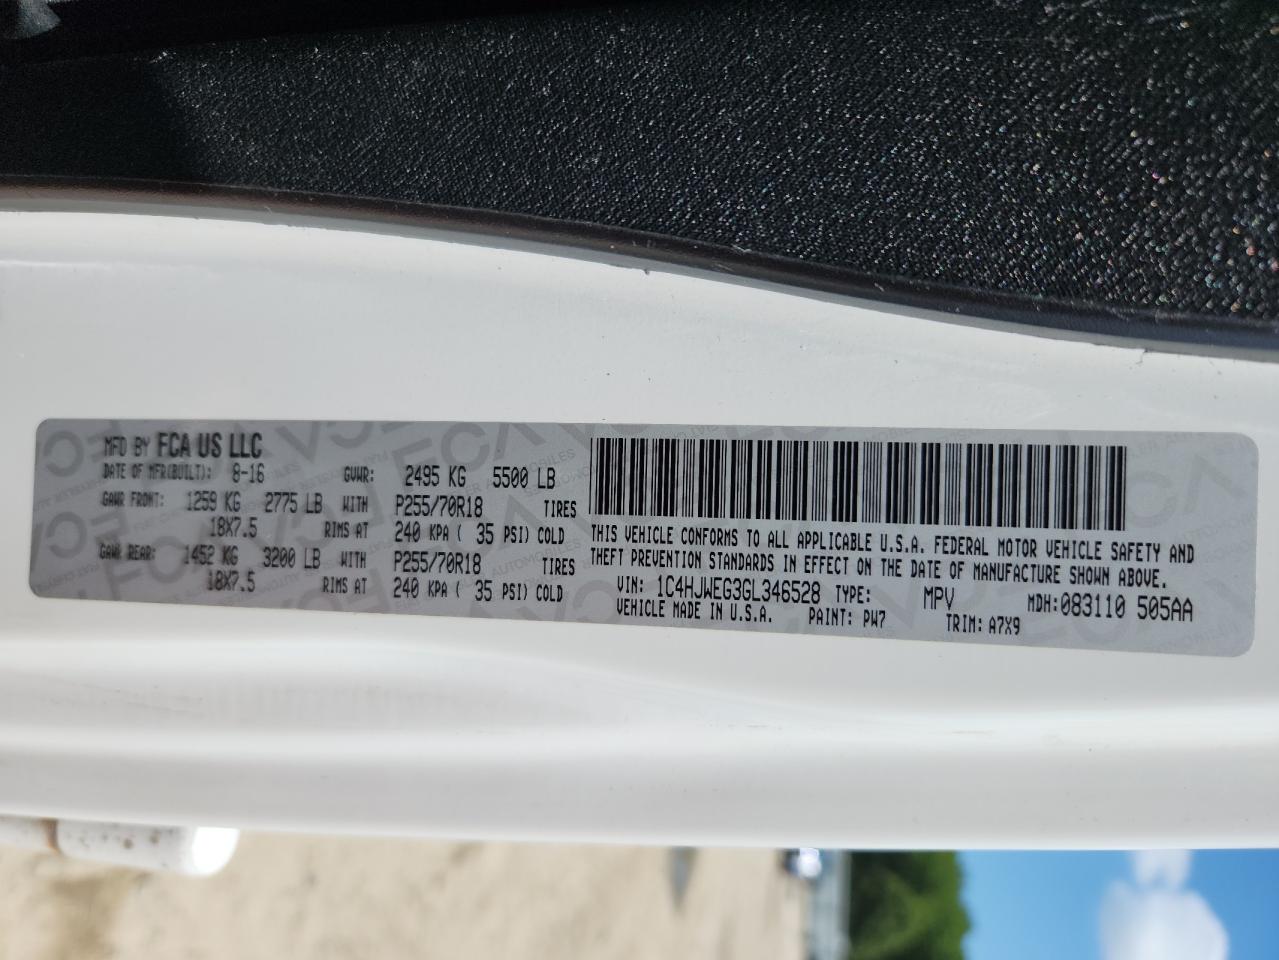 MFD BY FCA US LLC
DATE OF MFR(BUILT): 8-16 GVWR: 2495 KG 5500 LB
GAWR FRONT: 1259 KG 2775 LB WITH P255/70R18 TIRES
18X7.5 RIMS AT 240 KPA ( 35 PSI) COLD
GAWR REAR: 1452 KG 3200 LB WITH P255/70R18 TIRES
18X7.5 RIMS AT 240 KPA ( 35 PSI) COLD
THIS VEHICLE CONFORMS TO ALL APPLICABLE U.S.A. FEDERAL MOTOR VEHICLE SAFETY AND
THEFT PREVENTION STANDARDS IN EFFECT ON THE DATE OF MANUFACTURE SHOWN ABOVE.
VIN: 1C4HJWEG3GL346528 TYPE: MPV MDH:083110 505AA
VEHICLE MADE IN U.S.A. PAINT: PW7 TRIM: A7X9